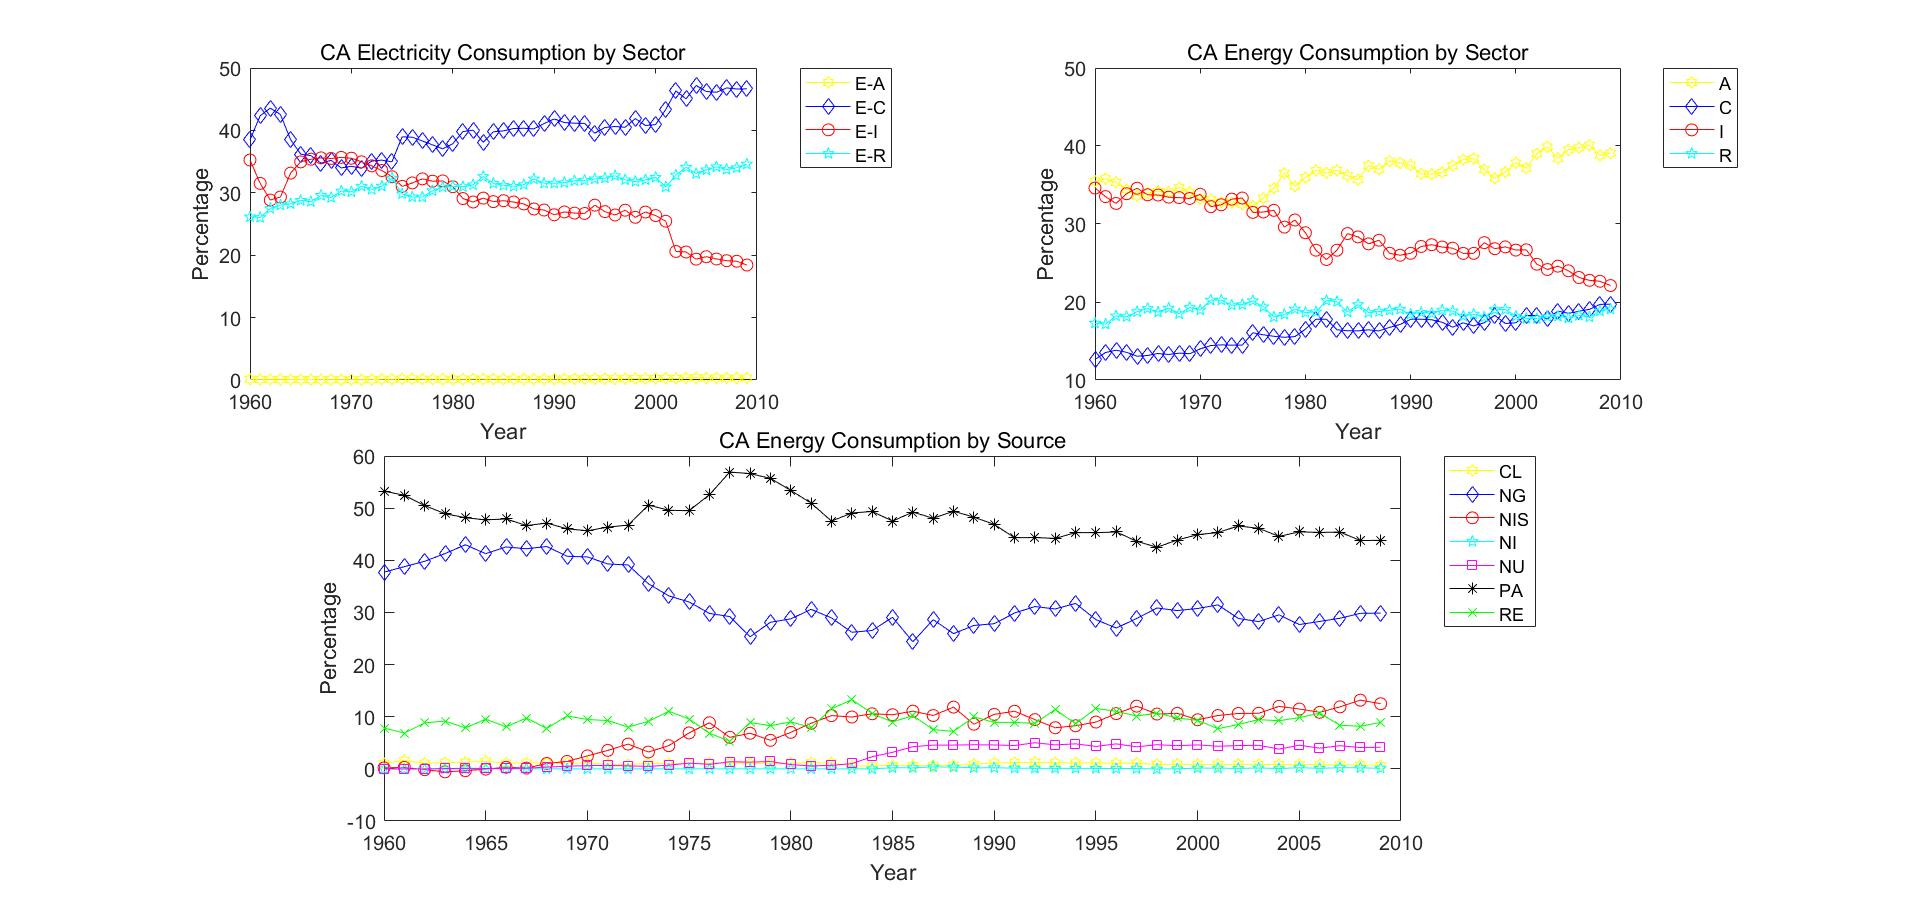 CA Electricity Consumption by Sector
50
40
30
20
10
0
Percentage
1960 1970 1980 1990 2000 2010
Year
E-A
E-C
E-I
E-R
CA Energy Consumption by Sector
50
40
30
20
10
Percentage
1960 1970 1980 1990 2000 2010
Year
A
C
I
R
CA Energy Consumption by Source
60
50
40
30
20
10
0
-10
Percentage
1960 1965 1970 1975 1980 1985 1990 1995 2000 2005 2010
Year
CL
NG
NIS
NI
NU
PA
RE